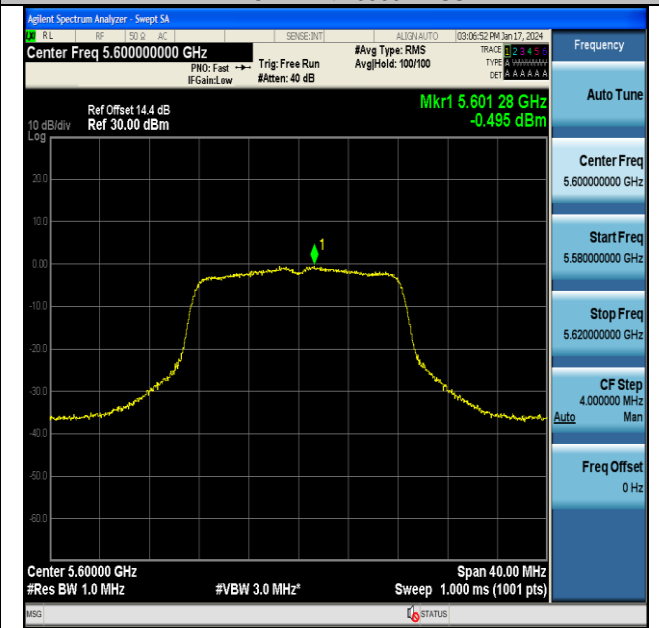 Agilent Spectrum Analyzer - Swept SA
RL RF 50 Ω AC SENSE:INT ALIGN AUTO 03:06:52 PM Jan 17, 2024
Center Freq 5.600000000 GHz
#Avg Type: RMS
TRACE 1 2 3 4 5 6
PNO: Fast Trig: Free Run Avg|Hold: 100/100
TYPE A WWWWW
IFGain:Low #Atten: 40 dB
DET A A A A A A
Mkr1 5.601 28 GHz
-0.495 dBm
Ref Offset 14.4 dB
10 dB/div Ref 30.00 dBm
Log
20.0
10.0
0.00
-10.0
-20.0
-30.0
-40.0
-50.0
-60.0
1
Center 5.60000 GHz Span 40.00 MHz
#Res BW 1.0 MHz #VBW 3.0 MHz* Sweep 1.000 ms (1001 pts)
MSG STATUS
Frequency
Auto Tune
Center Freq
5.600000000 GHz
Start Freq
5.580000000 GHz
Stop Freq
5.620000000 GHz
CF Step
4.000000 MHz
Auto Man
Freq Offset
0 Hz